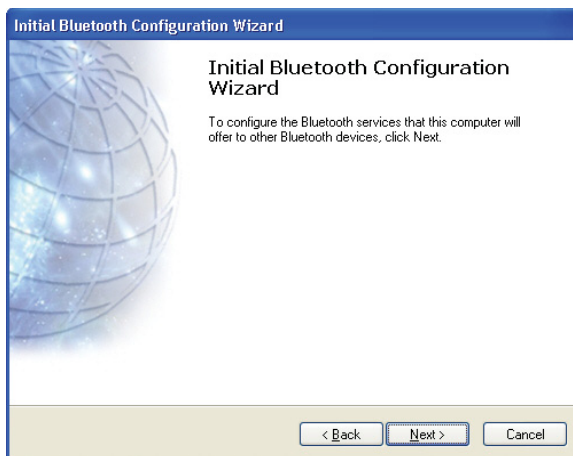 Initial Bluetooth Configuration Wizard
Initial Bluetooth Configuration
Wizard
To configure the Bluetooth services that this computer will
offer to other Bluetooth devices, click Next.
< Back Next > Cancel